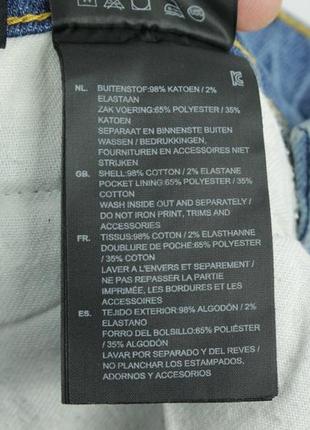 NL. BUITENSTOF:98% KATOEN / 2%
ELASTAAN
ZAK VOERING:65% POLYESTER / 35%
KATOEN
SEPARAAT EN BINNENSTE BUITEN
WASSEN / BEDRUKKINGEN,
FOURNITUREN EN ACCESSOIRES NIET
STRIJKEN
GB. SHELL:98% COTTON / 2% ELASTANE
POCKET LINING:65% POLYESTER /
35% COTTON
WASH INSIDE OUT AND SEPARATELY /
DO NOT IRON PRINT, TRIMS AND
ACCESSORIES
FR. TISSUS:98% COTON / 2% ELASTHANNE
DOUBLURE DE POCHE:65% POLYESTER
/ 35% COTON
LAVER A L'ENVERS ET SEPAREMENT /
NE PAS REPASSER LA PARTIE
IMPRIMÉE, LES BORDURES ET LES
ACCESSOIRES
ES. TEJIDO EXTERIOR:98% ALGODÓN / 2%
ELASTANO
FORRO DEL BOLSILLO:65% POLIÉSTER
/ 35% ALGODÓN
LAVAR POR SEPARADO Y DEL REVES /
NO PLANCHAR LOS ESTAMPADOS,
ADORNOS Y ACCESORIOS